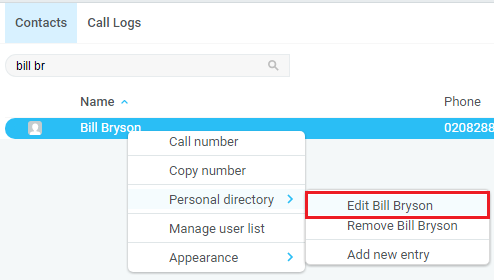 Contacts Call Logs
bill br
Name Phone
Bill Bryson 0208288
Call number
Copy number
Personal directory Edit Bill Bryson
Remove Bill Bryson
Manage user list
Add new entry
Appearance